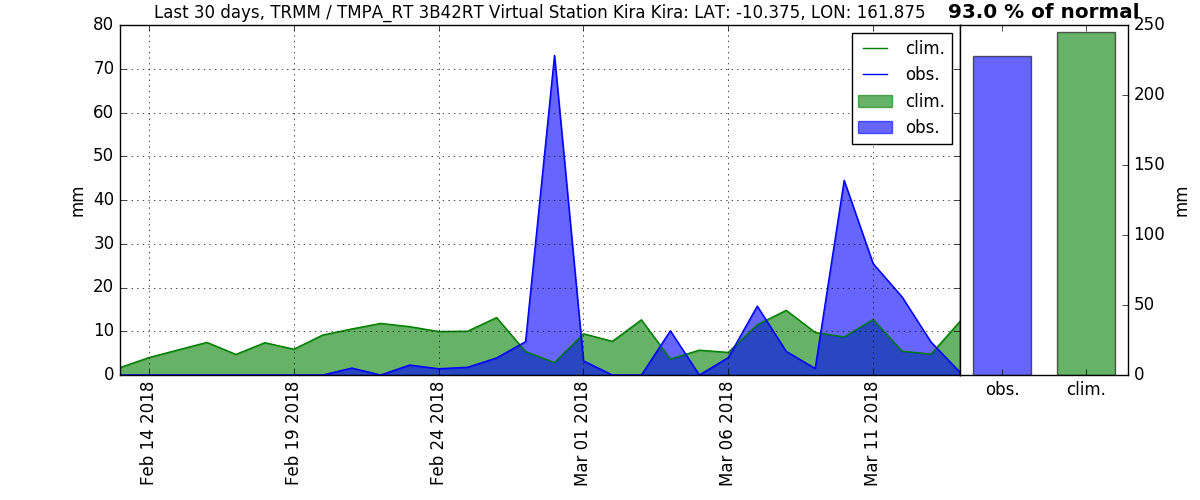 Last 30 days, TRMM / TMPA_RT 3B42RT Virtual Station Kira Kira: LAT: -10.375, LON: 161.875
93.0 % of normal
80
70
60
50
40
30
20
10
0
mm
clim.
obs.
clim.
obs.
250
200
150
100
50
0
mm
obs.
clim.
Feb 14 2018
Feb 19 2018
Feb 24 2018
Mar 01 2018
Mar 06 2018
Mar 11 2018